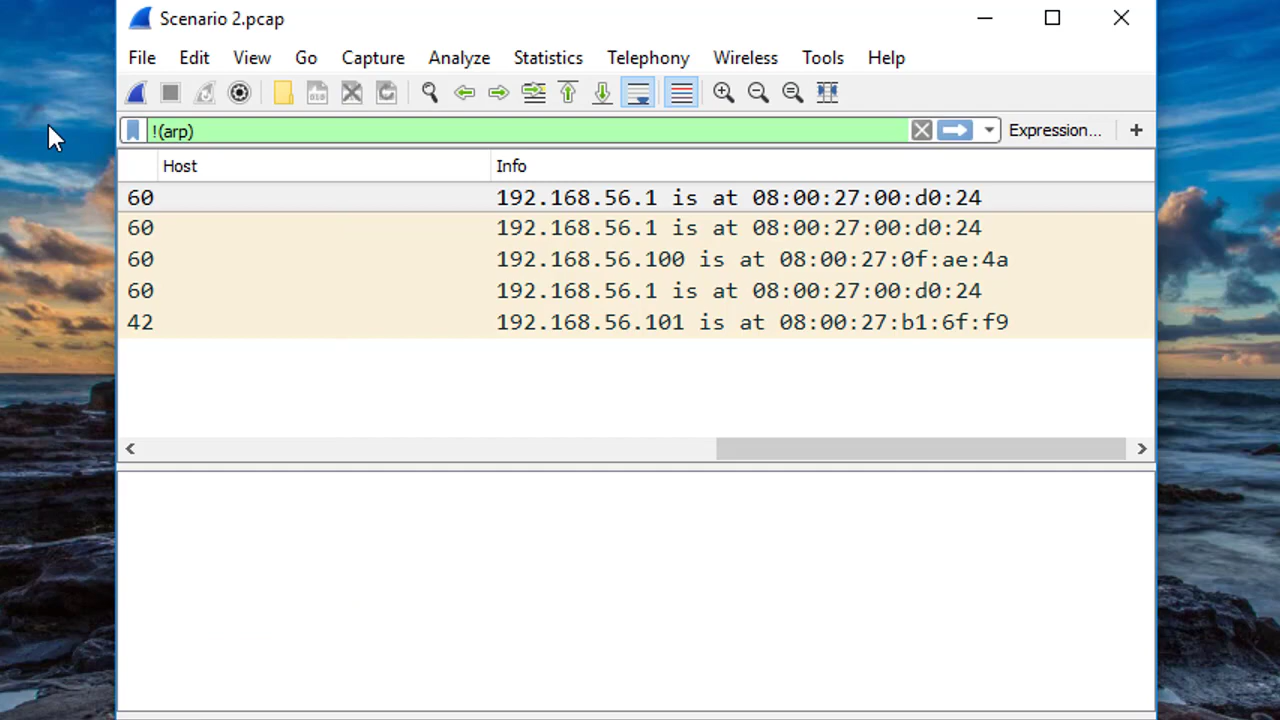 Scenario 2.pcap
File Edit View Go Capture Analyze Statistics Telephony Wireless Tools Help
!(arp) Expression... +
Host Info
60 192.168.56.1 is at 08:00:27:00:d0:24
60 192.168.56.1 is at 08:00:27:00:d0:24
60 192.168.56.100 is at 08:00:27:0f:ae:4a
60 192.168.56.1 is at 08:00:27:00:d0:24
42 192.168.56.101 is at 08:00:27:b1:6f:f9